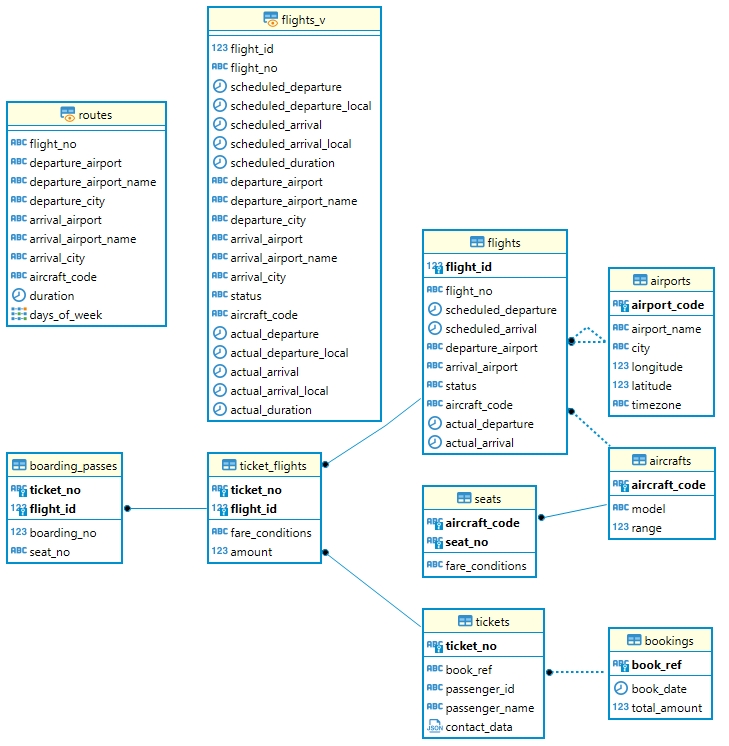 flights_v
123 flight_id
ABC flight_no
scheduled_departure
scheduled_departure_local
scheduled_arrival
scheduled_arrival_local
scheduled_duration
ABC departure_airport
ABC departure_airport_name
ABC departure_city
ABC arrival_airport
ABC arrival_airport_name
ABC arrival_city
ABC status
ABC aircraft_code
actual_departure
actual_departure_local
actual_arrival
actual_arrival_local
actual_duration
routes
ABC flight_no
ABC departure_airport
ABC departure_airport_name
ABC departure_city
ABC arrival_airport
ABC arrival_airport_name
ABC arrival_city
ABC aircraft_code
duration
days_of_week
flights
123 flight_id
ABC flight_no
scheduled_departure
scheduled_arrival
ABC departure_airport
ABC arrival_airport
ABC status
ABC aircraft_code
actual_departure
actual_arrival
airports
ABC airport_code
ABC airport_name
ABC city
123 longitude
123 latitude
ABC timezone
boarding_passes
ABC ticket_no
123 flight_id
123 boarding_no
ABC seat_no
ticket_flights
ABC ticket_no
123 flight_id
ABC fare_conditions
123 amount
aircrafts
ABC aircraft_code
ABC model
123 range
seats
ABC aircraft_code
ABC seat_no
ABC fare_conditions
tickets
ABC ticket_no
ABC book_ref
ABC passenger_id
ABC passenger_name
JSON contact_data
bookings
ABC book_ref
book_date
123 total_amount